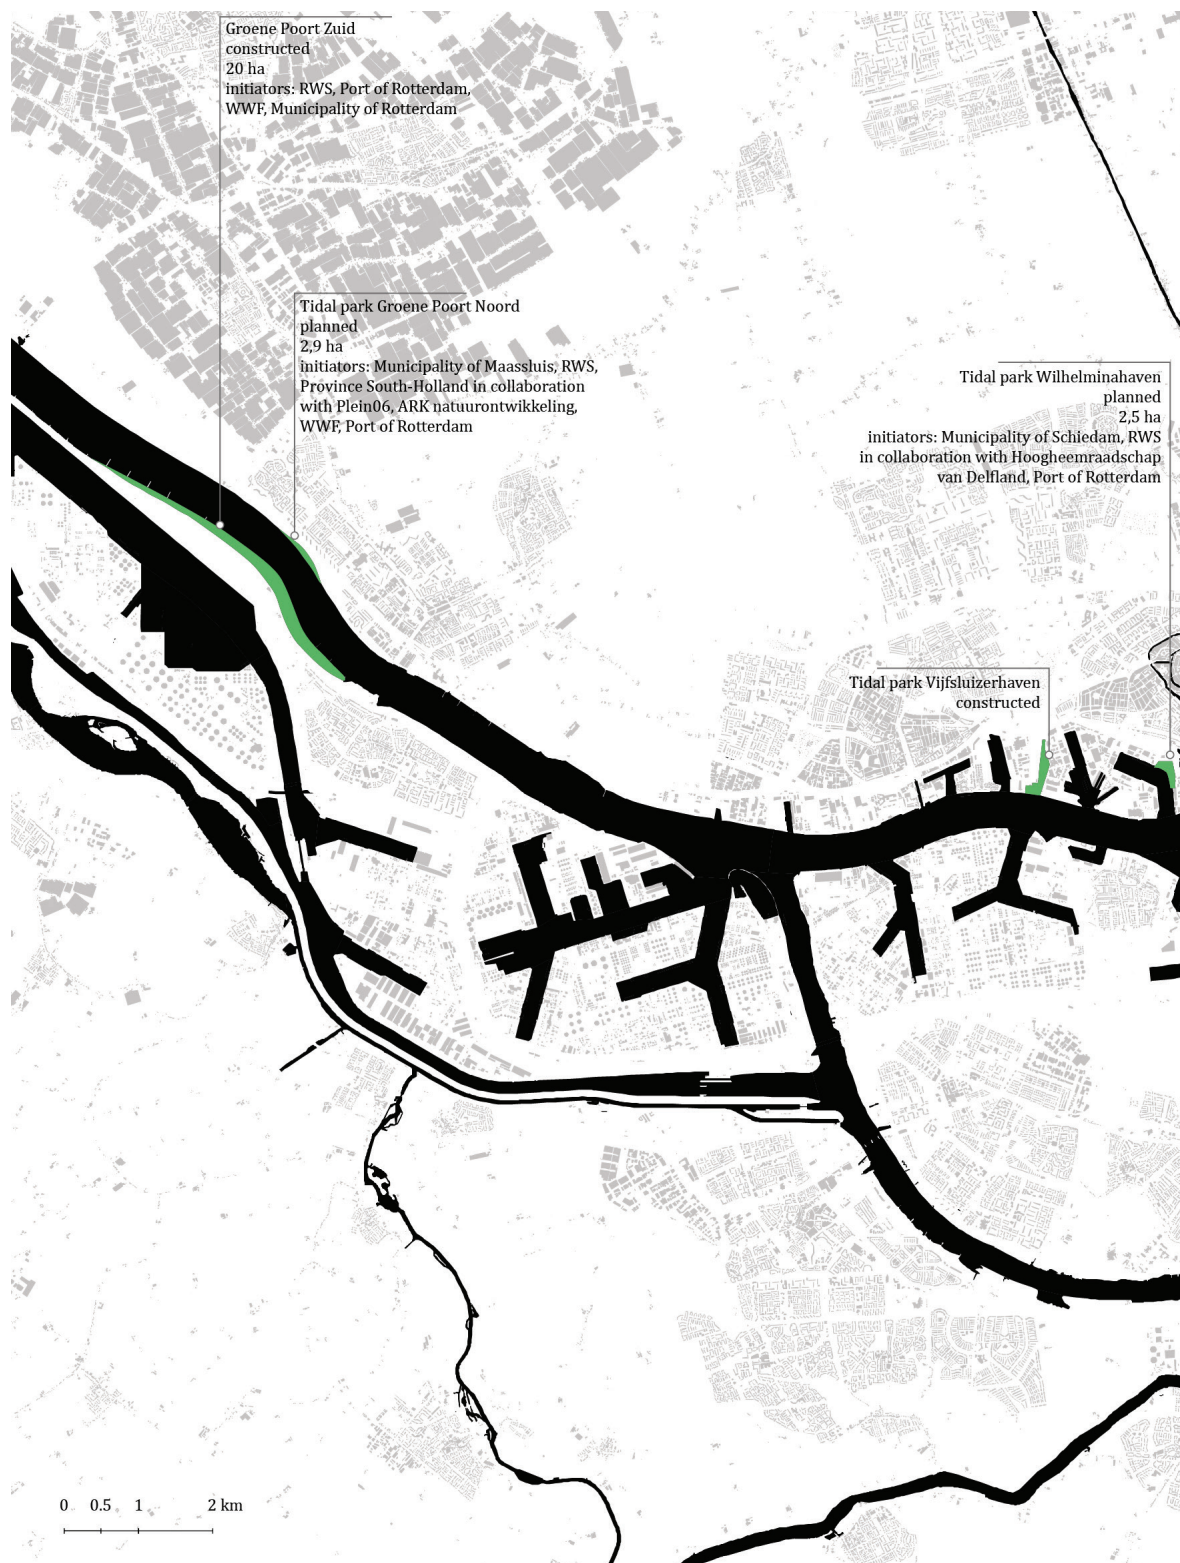 Groene Poort Zuid
constructed
20 ha
initiators: RWS, Port of Rotterdam,
WWF, Municipality of Rotterdam
Tidal park Groene Poort Noord
planned
2,9 ha
initiators: Municipality of Maassluis, RWS,
Province South-Holland in collaboration
with Plein06, ARK natuurontwikkeling,
WWF, Port of Rotterdam
Tidal park Wilhelminahaven
planned
2,5 ha
initiators: Municipality of Schiedam, RWS
in collaboration with Hoogheemraadschap
van Delfland, Port of Rotterdam
Tidal park Vijfsluizerhaven
constructed
0 0.5 1 2 km